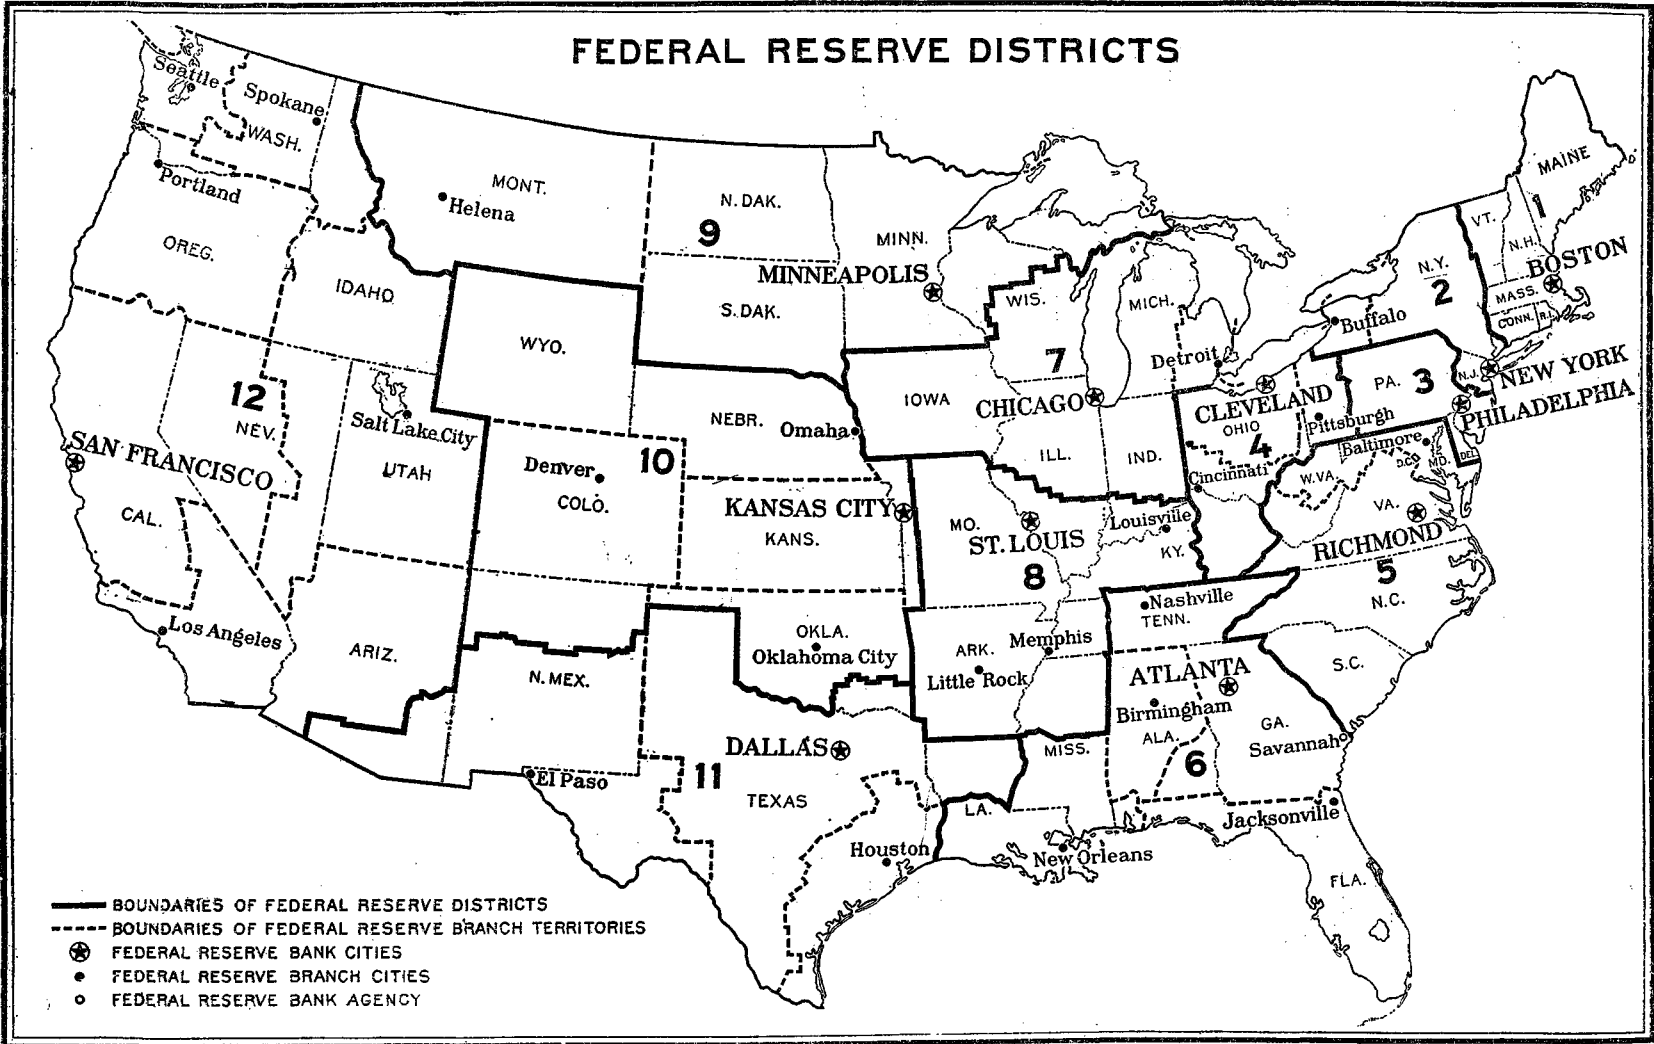 FEDERAL RESERVE DISTRICTS
Seattle
Spokane
WASH.
Portland
OREG.
MONT.
Helena
IDAHO
N. DAK.
9
MINN.
MINNEAPOLIS
S. DAK.
WYO.
WIS.
MICH.
7
Detroit
MAINE
VT.
1
N.H.
BOSTON
MASS.
CONN.
R.I.
N.Y.
2
Buffalo
NEW YORK
N.J.
PA.
3
PHILADELPHIA
12
NEV.
SAN FRANCISCO
CAL.
Los Angeles
Salt Lake City
UTAH
ARIZ.
NEBR.
Omaha
10
Denver
COLO.
KANSAS CITY
KANS.
IOWA
CHICAGO
ILL.
IND.
CLEVELAND
OHIO
4
Pittsburgh
Cincinnati
Baltimore
D.C.
MD.
DEL.
W.VA.
VA.
RICHMOND
5
N.C.
S.C.
MO.
ST. LOUIS
8
Louisville
KY.
Nashville
TENN.
Memphis
ARK.
Little Rock
OKLA.
Oklahoma City
N. MEX.
El Paso
DALLAS
11
TEXAS
Houston
LA.
New Orleans
MISS.
ATLANTA
Birmingham
ALA.
6
GA.
Savannah
Jacksonville
FLA.
BOUNDARIES OF FEDERAL RESERVE DISTRICTS
BOUNDARIES OF FEDERAL RESERVE BRANCH TERRITORIES
FEDERAL RESERVE BANK CITIES
FEDERAL RESERVE BRANCH CITIES
FEDERAL RESERVE BANK AGENCY